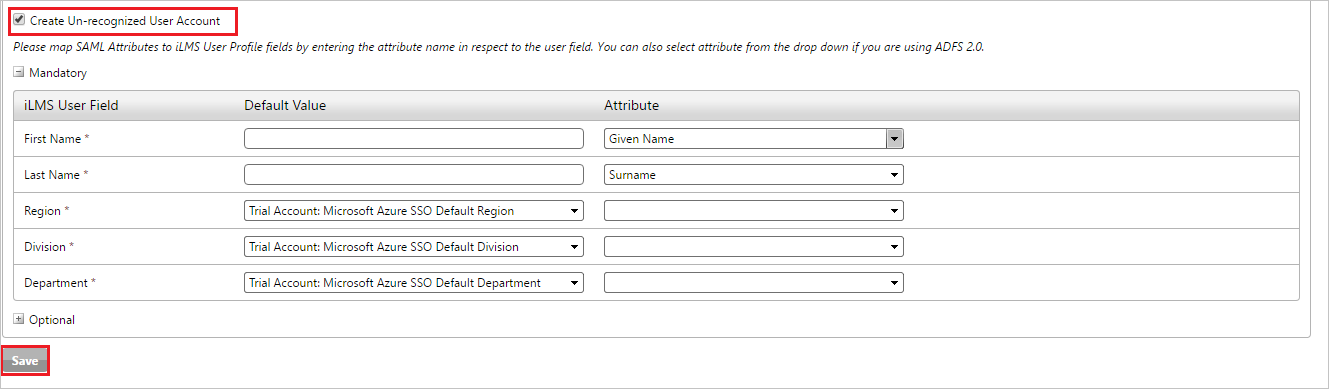 Create Un-recognized User Account
Please map SAML Attributes to iLMS User Profile fields by entering the attribute name in respect to the user field. You can also select attribute from the drop down if you are using ADFS 2.0.
Mandatory
iLMS User Field Default Value Attribute
First Name * Given Name
Last Name * Surname
Region * Trial Account: Microsoft Azure SSO Default Region
Division * Trial Account: Microsoft Azure SSO Default Division
Department * Trial Account: Microsoft Azure SSO Default Department
Optional
Save